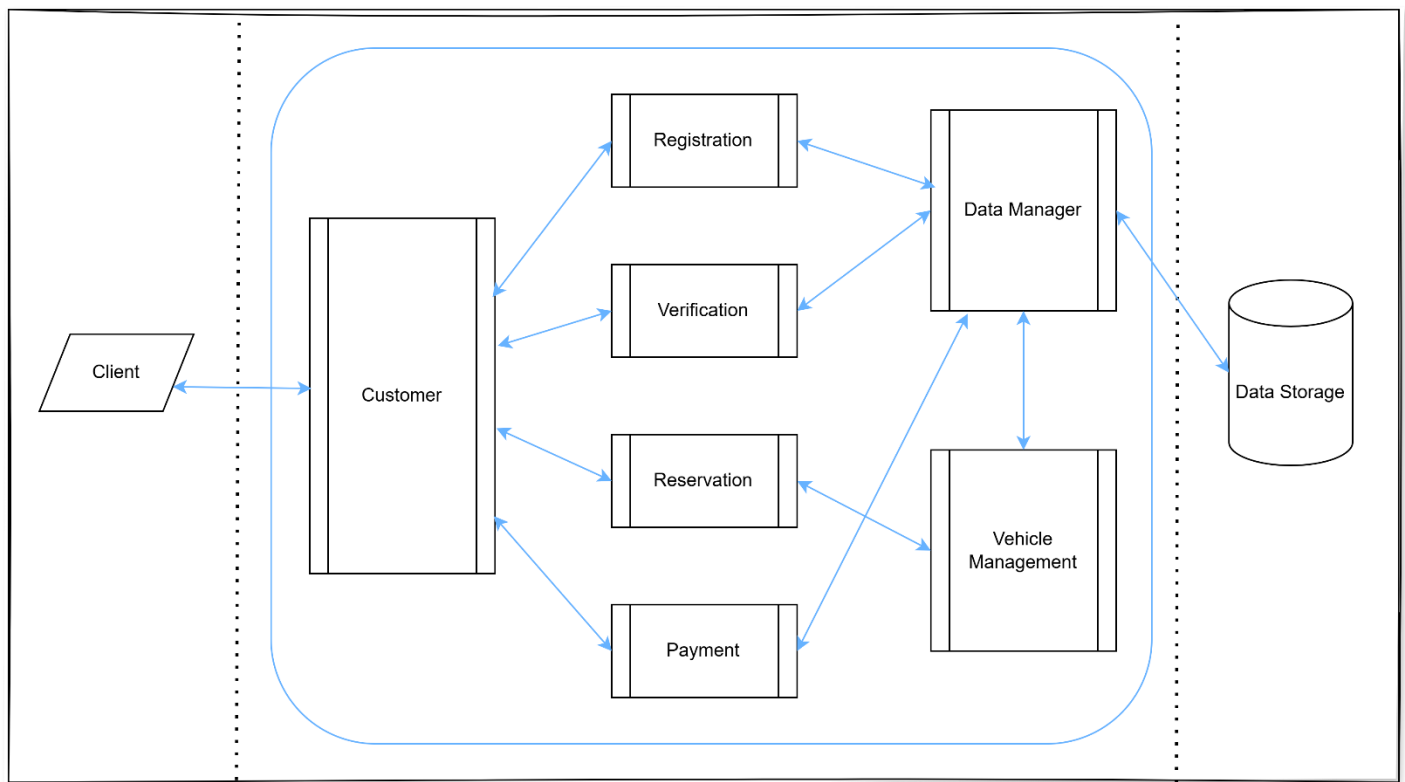 Client
Customer
Registration
Verification
Reservation
Payment
Data Manager
Vehicle
Management
Data Storage